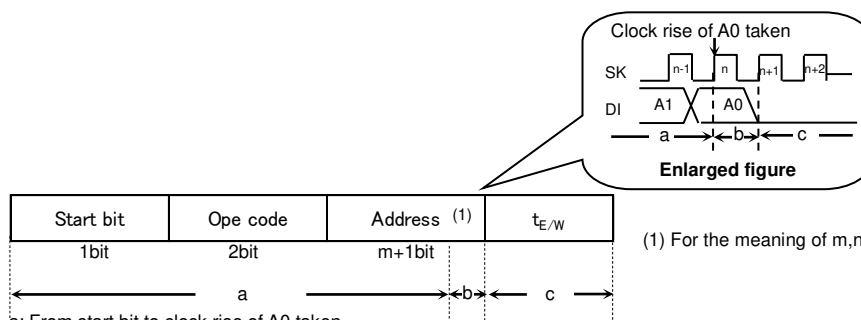 Clock rise of A0 taken
SK n-1 n n+1 n+2
DI A1 A0
a b c
Enlarged figure
Start bit Ope code Address (1) tE/W
1bit 2bit m+1bit
(1) For the meaning of m,n
a b c
a: From start bit to clock rise of A0 taken